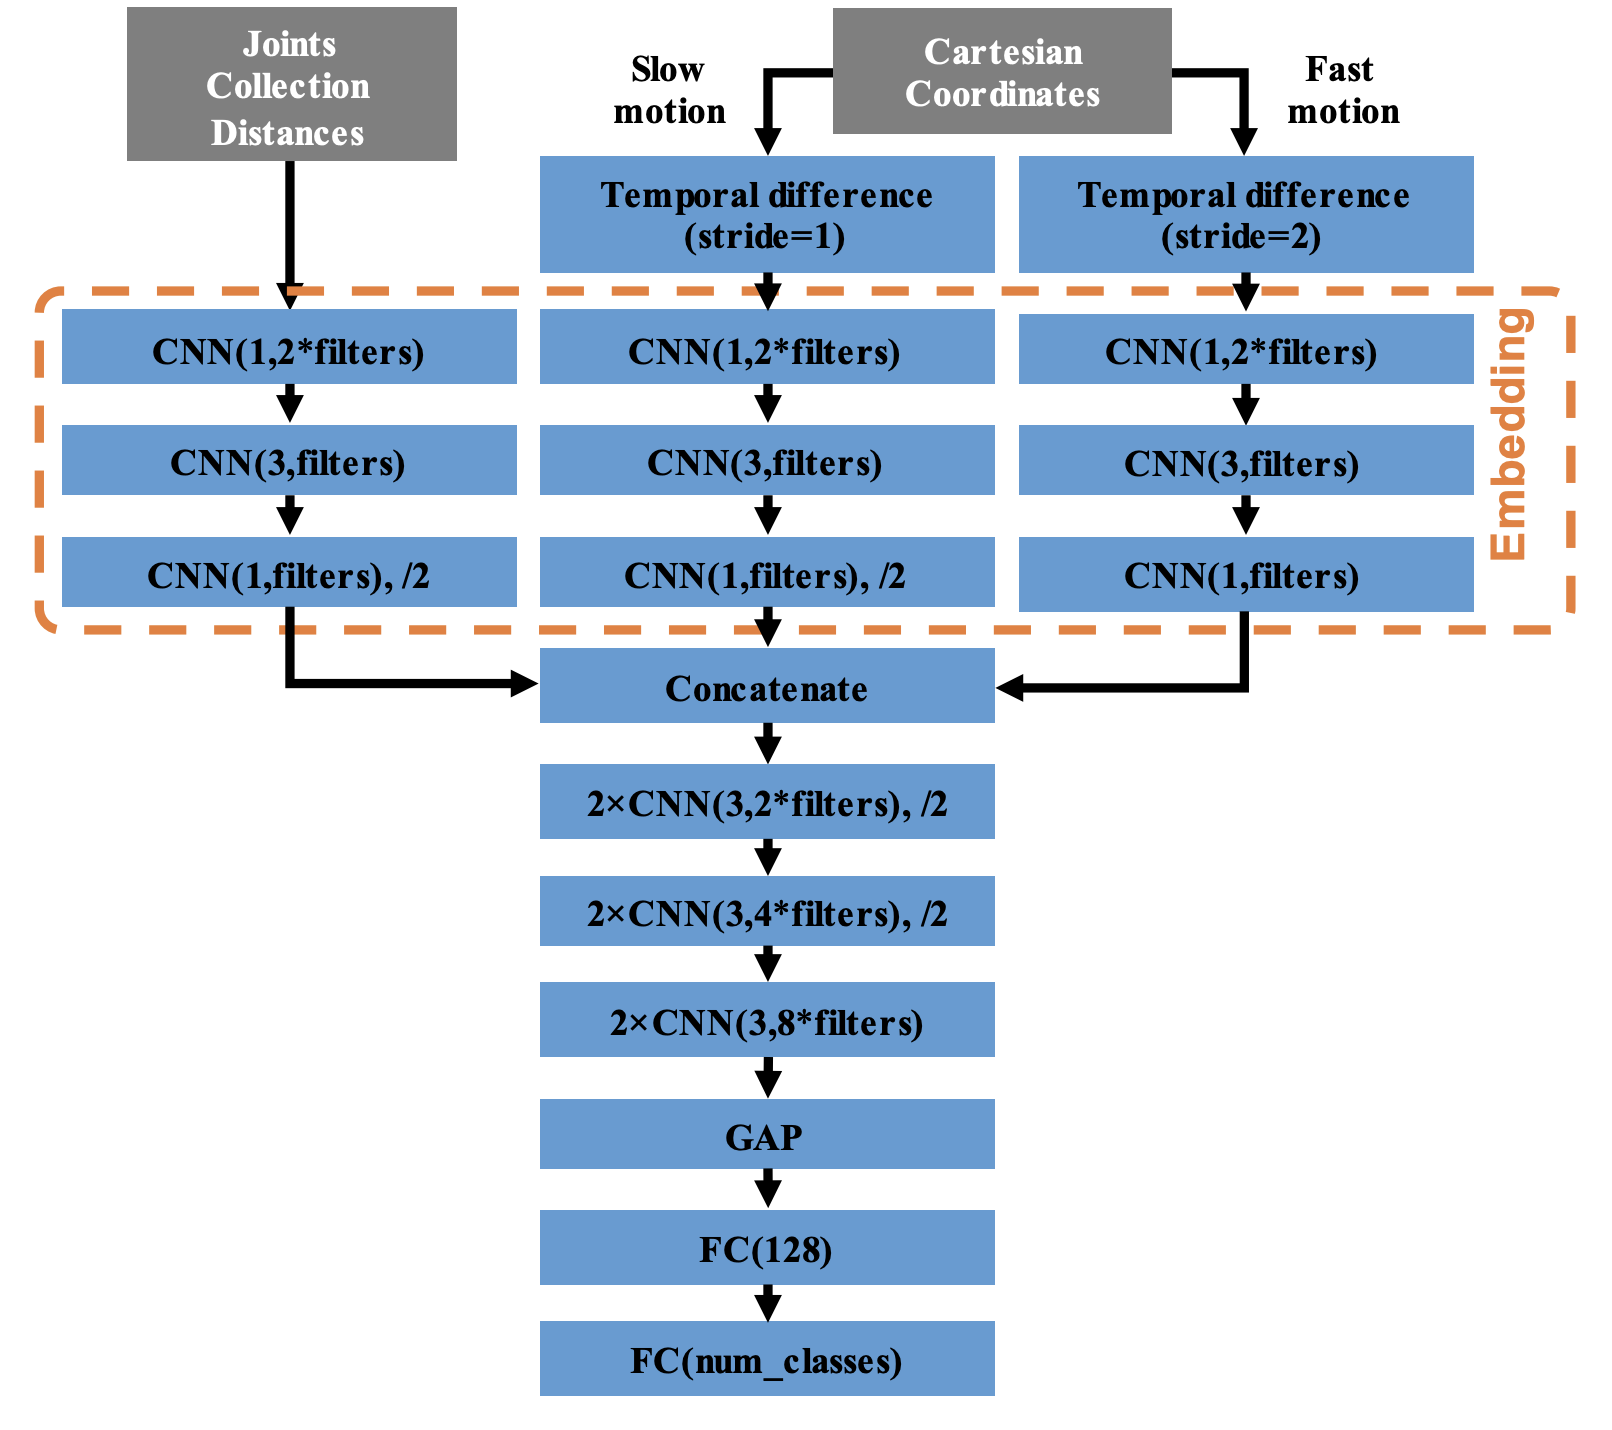 Joints
Collection
Distances
Slow
motion
Cartesian
Coordinates
Fast
motion
Temporal difference
(stride=1)
Temporal difference
(stride=2)
CNN(1,2*filters)
CNN(1,2*filters)
CNN(1,2*filters)
CNN(3,filters)
CNN(3,filters)
CNN(3,filters)
CNN(1,filters), /2
CNN(1,filters), /2
CNN(1,filters)
Embedding
Concatenate
2×CNN(3,2*filters), /2
2×CNN(3,4*filters), /2
2×CNN(3,8*filters)
GAP
FC(128)
FC(num_classes)